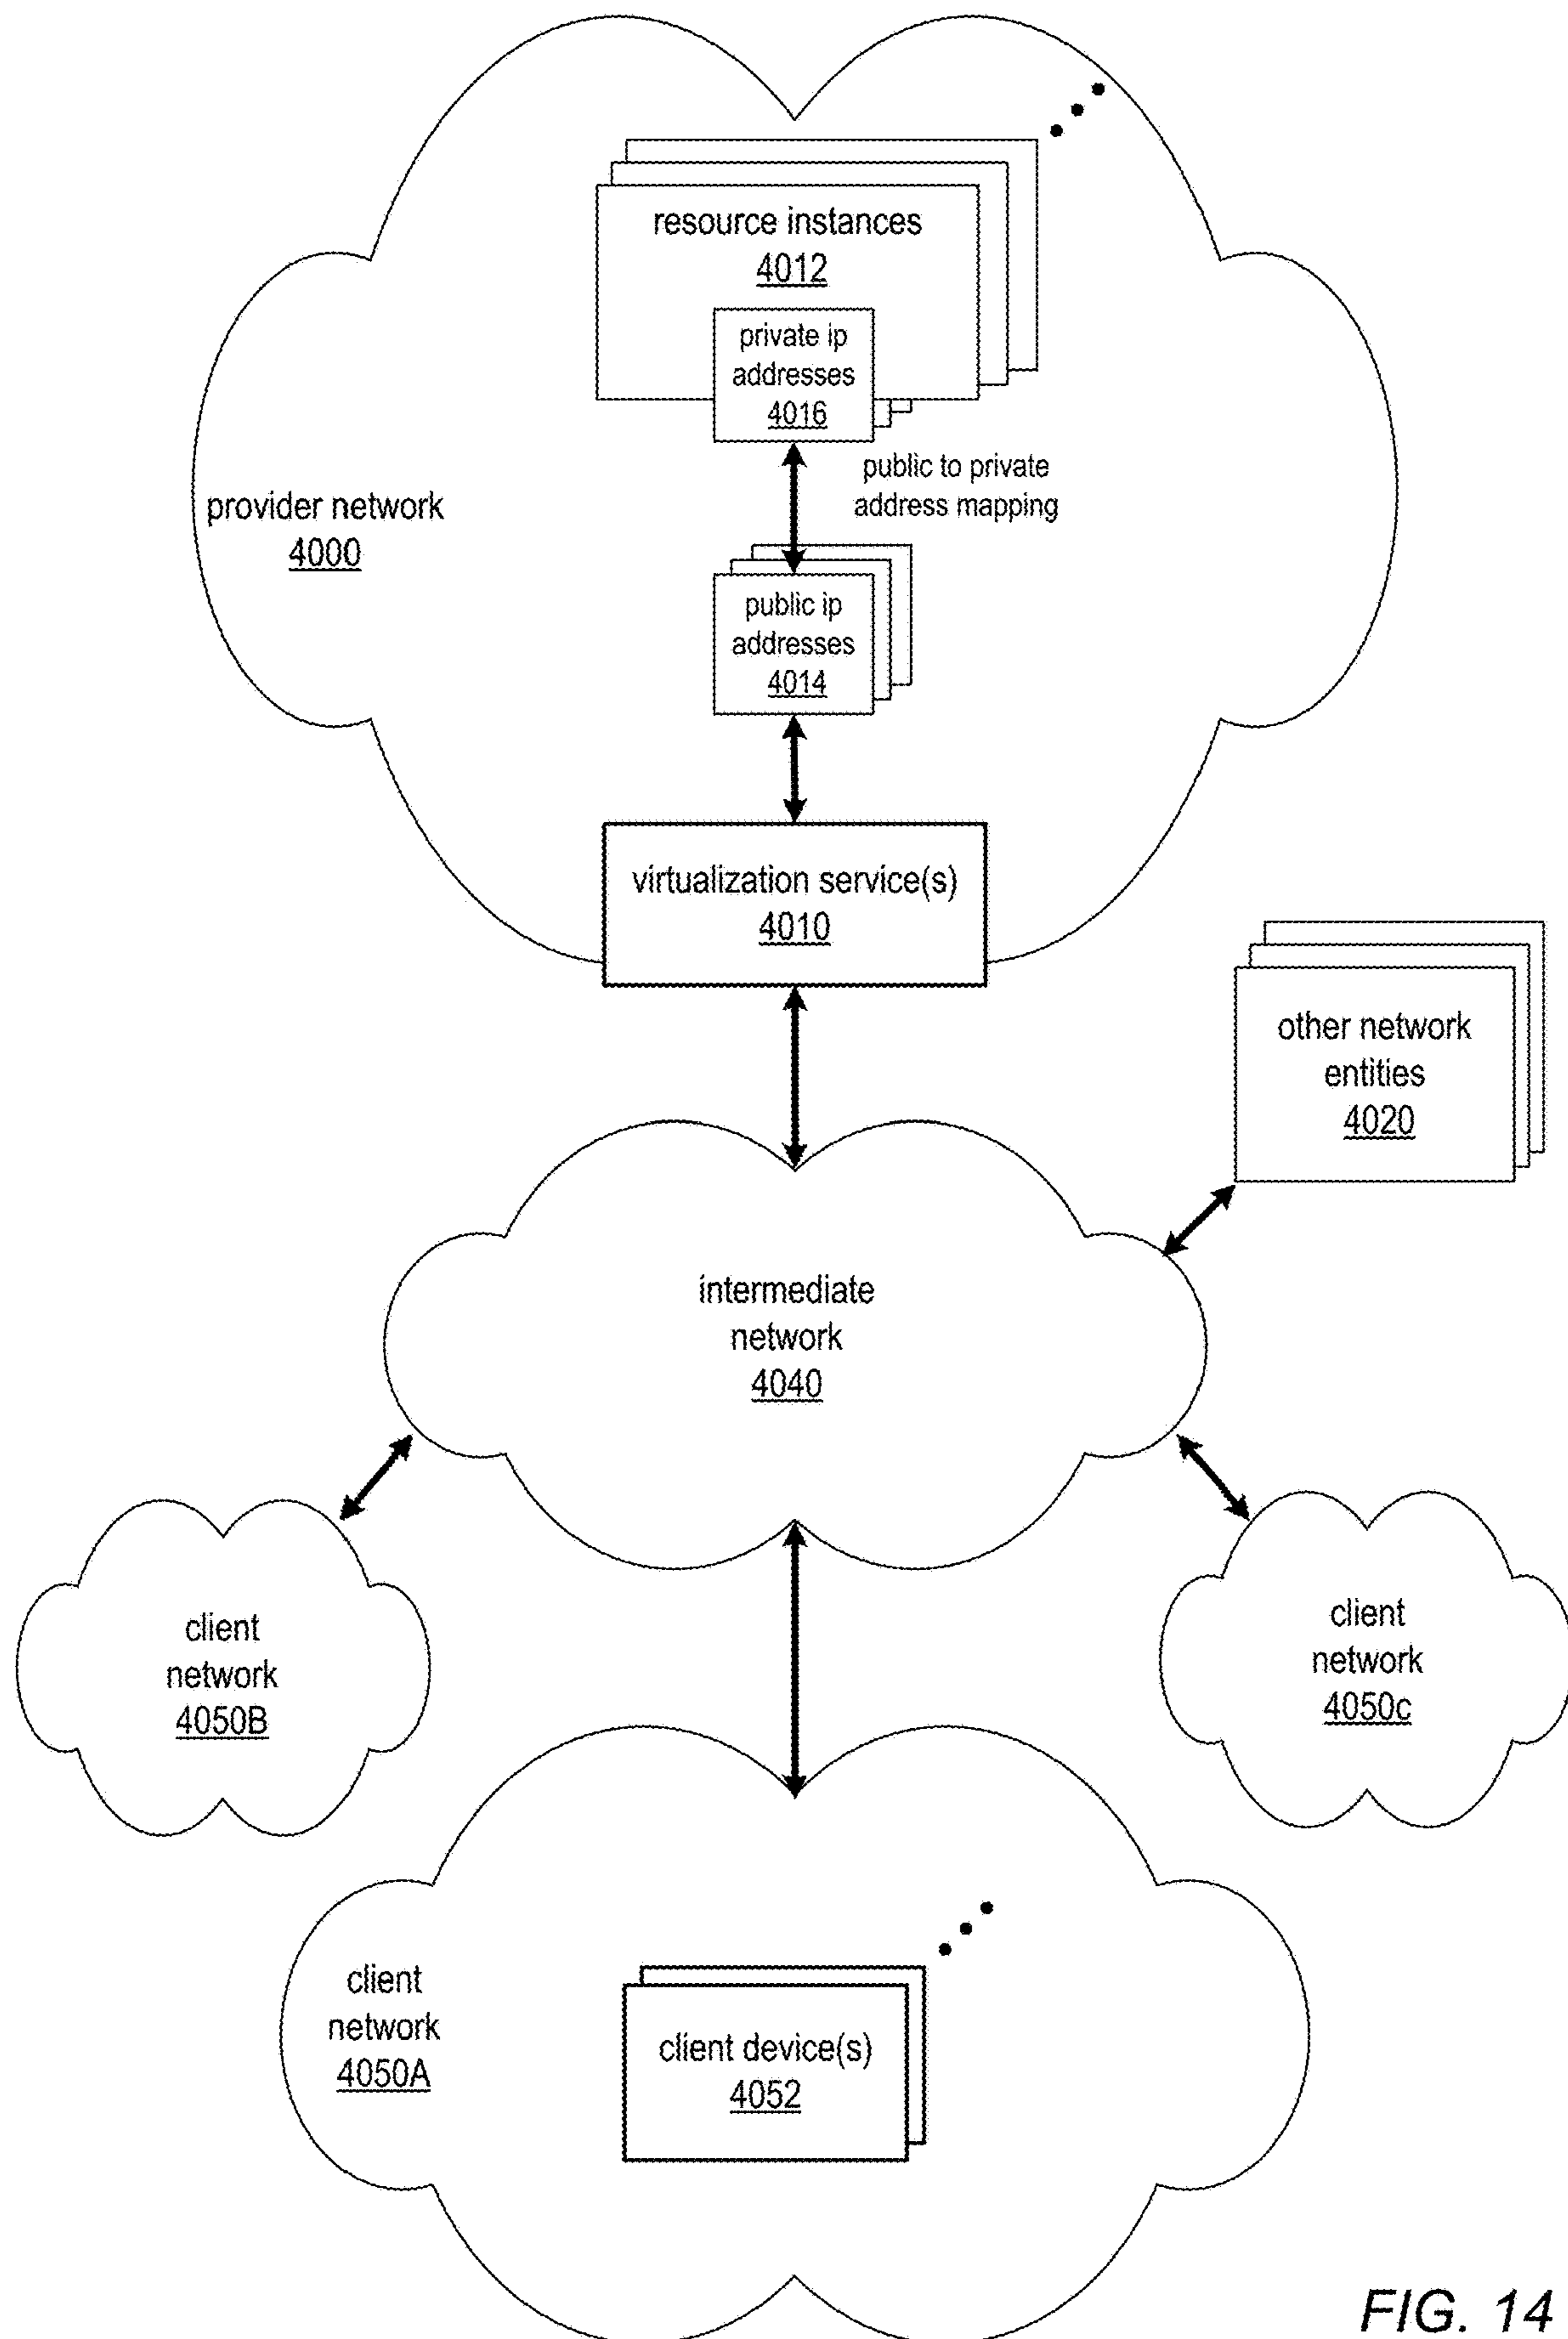 resource instances
4012
private ip
addresses
4016
public to private
address mapping
provider network
4000
public ip
addresses
4014
virtualization service(s)
4010
other network
entities
4020
intermediate
network
4040
client
network
4050B
client
network
4050c
client
network
4050A
client device(s)
4052
FIG. 14